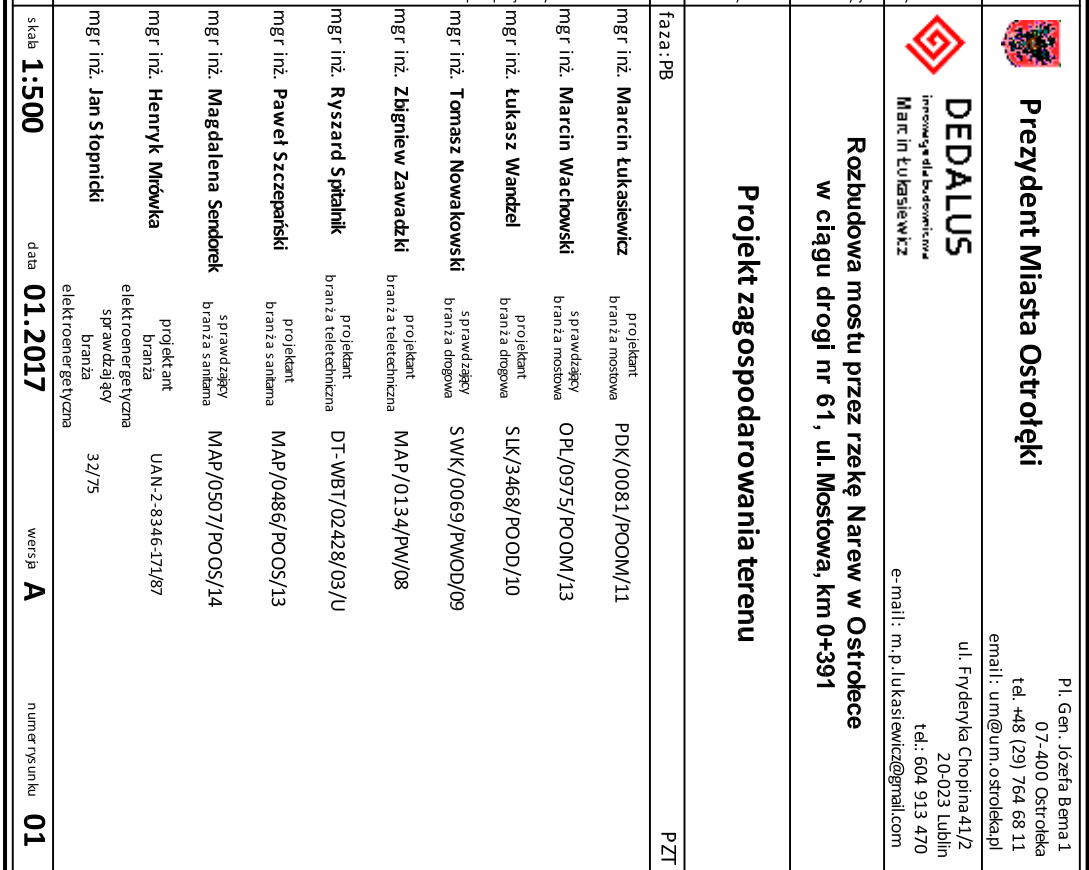 Prezydent Miasta Ostrołęki
Pl. Gen. Józefa Bema 1
07-400 Ostrołeka
tel. +48 (29) 764 68 11
email: um@um.ostroleka.pl
DEDALUS
innowacje dla budownictwa
Marcin Łukasiewicz
ul. Fryderyka Chopina 41/2
20-023 Lublin
tel.: 604 913 470
e-mail: m.p.lukasiewicz@gmail.com
Rozbudowa mostu przez rzekę Narew w Ostrołęce
w ciągu drogi nr 61, ul. Mostowa, km 0+391
Projekt zagospodarowania terenu
faza: PB PZT
mgr inż. Marcin Łukasiewicz projektant branża mostowa PDK/0081/POOM/11
mgr inż. Marcin Wachowski sprawdzający branża mostowa OPL/0975/POOM/13
mgr inż. Łukasz Wandzel projektant branża drogowa SLK/3468/POOD/10
mgr inż. Tomasz Nowakowski sprawdzający branża drogowa SWK/0069/PWOD/09
mgr inż. Zbigniew Zawadzki projektant branża teletechniczna MAP/0134/PW/08
mgr inż. Ryszard Spitalnik projektant branża teletechniczna DT-WBT/02428/03/U
mgr inż. Paweł Szczepański projektant branża sanitarna MAP/0486/POOS/13
mgr inż. Magdalena Sendorek sprawdzający branża sanitarna MAP/0507/POOS/14
mgr inż. Henryk Mrówka projektant branża elektroenergetyczna UAN-2-8346-171/87
mgr inż. Jan Słopnicki sprawdzający branża elektroenergetyczna 32/75
skala 1:500 data 01.2017 wersja A numer rysunku 01